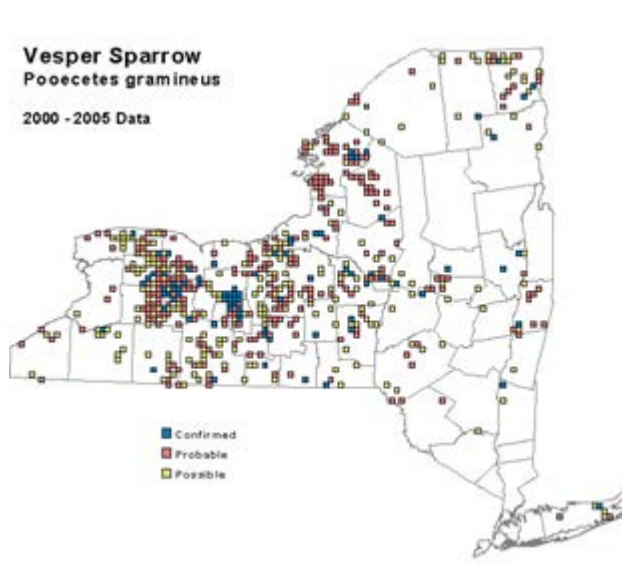 Vesper Sparrow
Pooecetes gramineus
2000 - 2005 Data
Confirmed
Probable
Possible